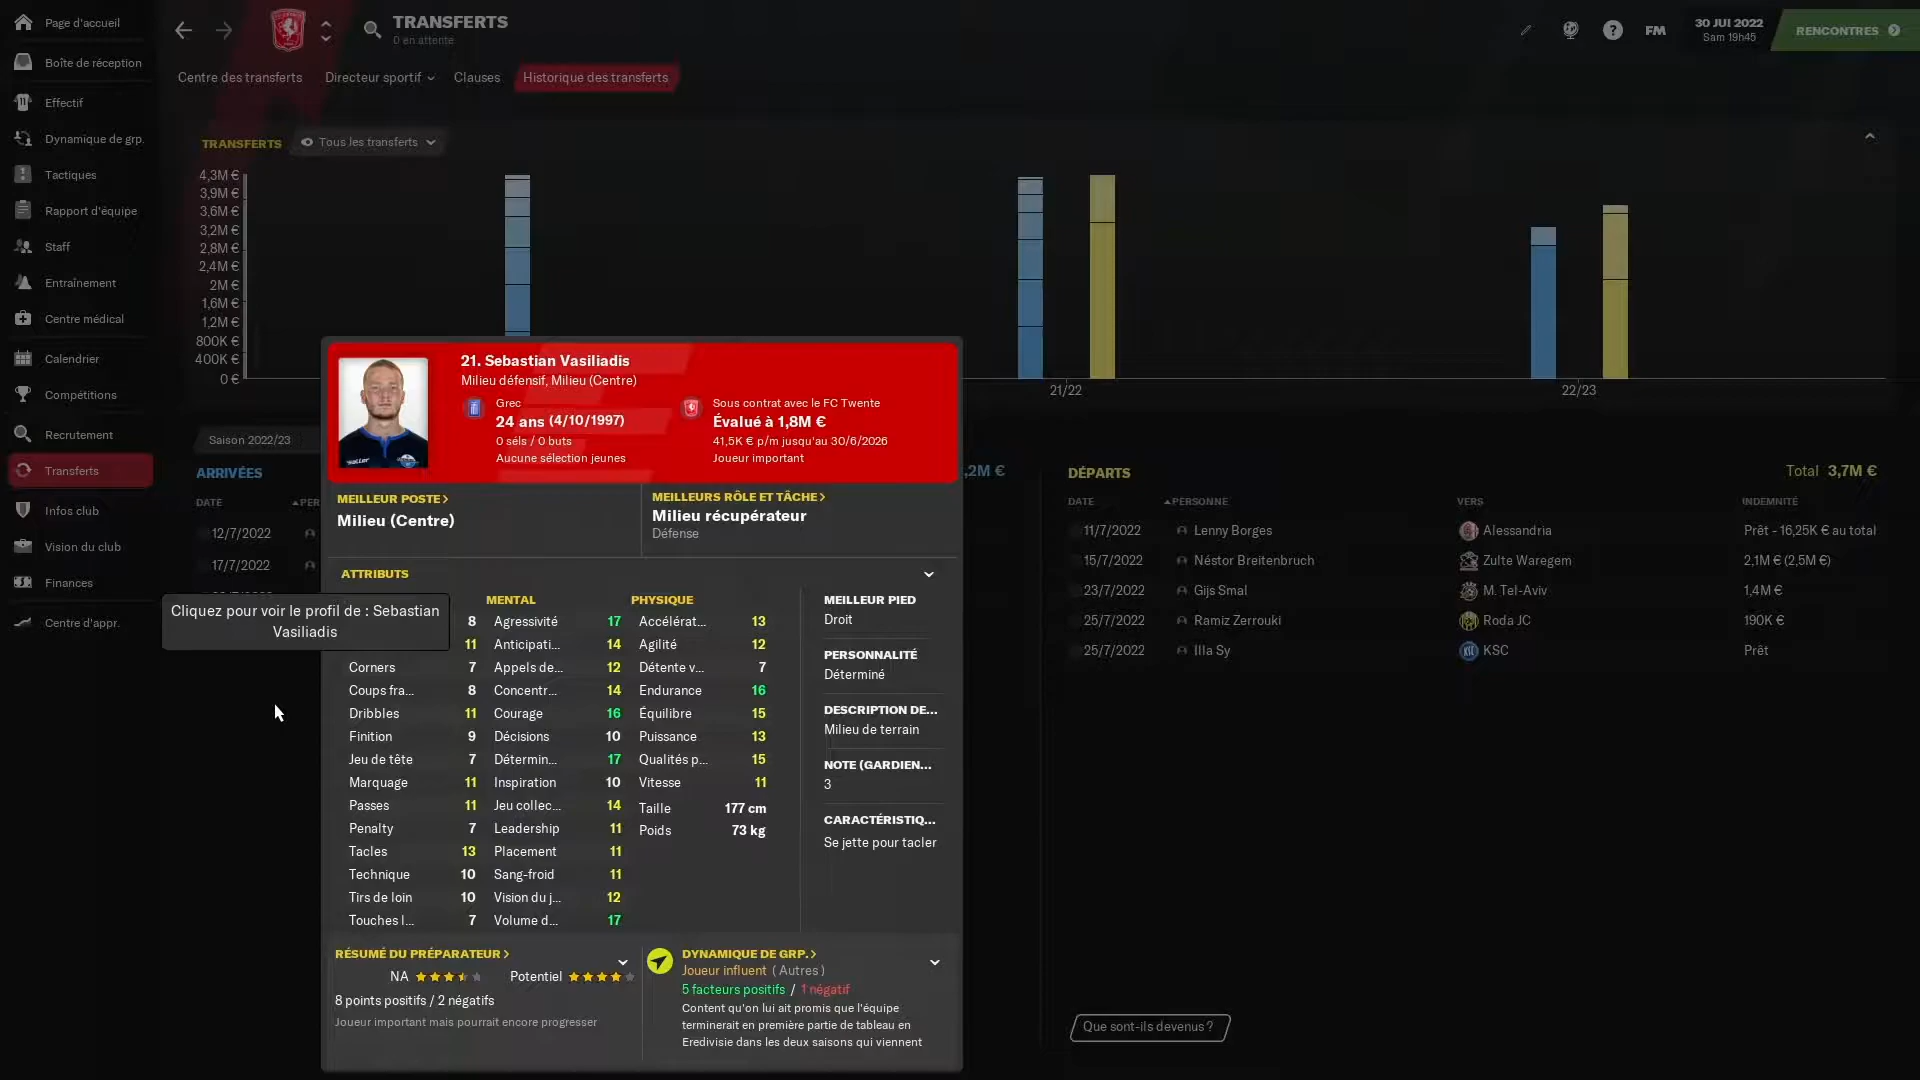 Page d'accueil
Boîte de réception
Effectif
Dynamique de grp.
Tactiques
Rapport d'équipe
Staff
Entraînement
Centre médical
Calendrier
Compétitions
Recrutement
Transferts
Infos club
Vision du club
Finances
Centre d'appr.
TRANSFERTS
0 en attente
FM
30 JUI 2022
Sam 19h45
RENCONTRES
Centre des transferts
Directeur sportif
Clauses
Historique des transferts
TRANSFERTS
Tous les transferts
4,3M €
3,9M €
3,6M €
3,2M €
2,8M €
2,4M €
2M €
1,6M €
1,2M €
800K €
400K €
0 €
21/22
22/23
Saison 2022/23
ARRIVÉES
,2M €
DATE
PER
12/7/2022
17/7/2022
Cliquez pour voir le profil de : Sebastian
Vasiliadis
21. Sebastian Vasiliadis
Milieu défensif, Milieu (Centre)
Grec
24 ans (4/10/1997)
0 séls / 0 buts
Aucune sélection jeunes
Sous contrat avec le FC Twente
Évalué à 1,8M €
41,5K € p/m jusqu'au 30/6/2026
Joueur important
MEILLEUR POSTE
Milieu (Centre)
MEILLEURS RÔLE ET TÂCHE
Milieu récupérateur
Défense
ATTRIBUTS
8
11
Corners 7
Coups fra... 8
Dribbles 11
Finition 9
Jeu de tête 7
Marquage 11
Passes 11
Penalty 7
Tacles 13
Technique 10
Tirs de loin 10
Touches l... 7
MENTAL
Agressivité 17
Anticipati... 14
Appels de... 12
Concentr... 14
Courage 16
Décisions 10
Détermin... 17
Inspiration 10
Jeu collec... 14
Leadership 11
Placement 11
Sang-froid 11
Vision du j... 12
Volume d... 17
PHYSIQUE
Accélérat... 13
Agilité 12
Détente v... 7
Endurance 16
Équilibre 15
Puissance 13
Qualités p... 15
Vitesse 11
Taille 177 cm
Poids 73 kg
MEILLEUR PIED
Droit
PERSONNALITÉ
Déterminé
DESCRIPTION DE...
Milieu de terrain
NOTE (GARDIEN...
3
CARACTÉRISTIQ...
Se jette pour tacler
RÉSUMÉ DU PRÉPARATEUR
NA
Potentiel
8 points positifs / 2 négatifs
Joueur important mais pourrait encore progresser
DYNAMIQUE DE GRP.
Joueur influent ( Autres )
5 facteurs positifs / 1 négatif
Content qu'on lui ait promis que l'équipe
terminerait en première partie de tableau en
Eredivisie dans les deux saisons qui viennent
DÉPARTS
Total 3,7M €
DATE PERSONNE VERS INDEMNITÉ
11/7/2022 Lenny Borges Alessandria Prêt - 16,25K € au total
15/7/2022 Néstor Breitenbruch Zulte Waregem 2,1M € (2,5M €)
23/7/2022 Gijs Smal M. Tel-Aviv 1,4M €
25/7/2022 Ramiz Zerrouki Roda JC 190K €
25/7/2022 Illa Sy KSC Prêt
Que sont-ils devenus ?